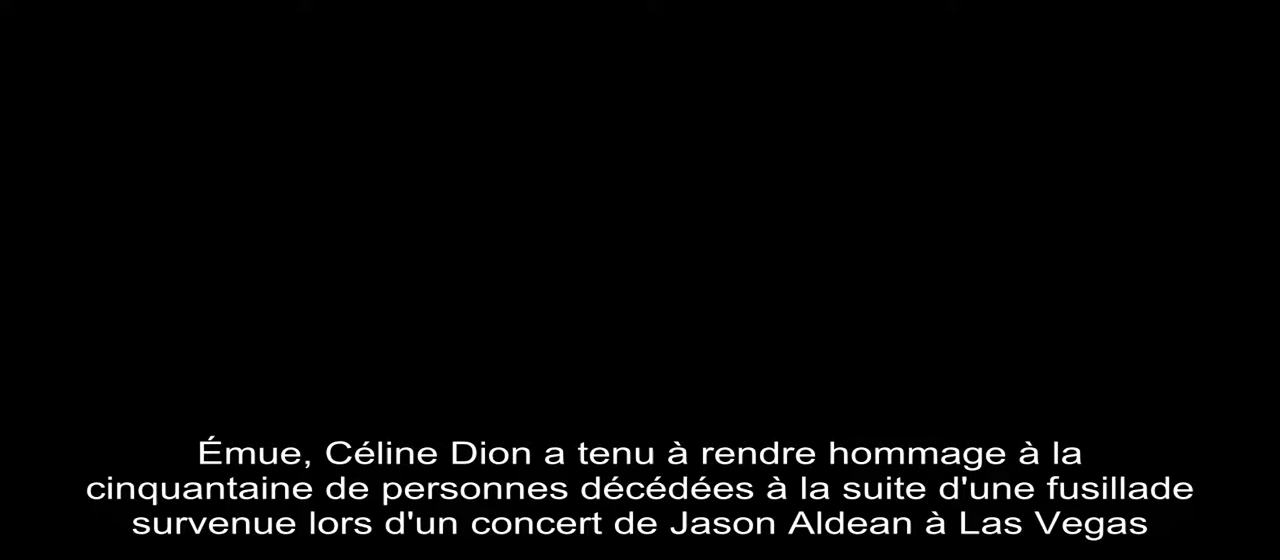 Émue, Céline Dion a tenu à rendre hommage à la
cinquantaine de personnes décédées à la suite d'une fusillade
survenue lors d'un concert de Jason Aldean à Las Vegas